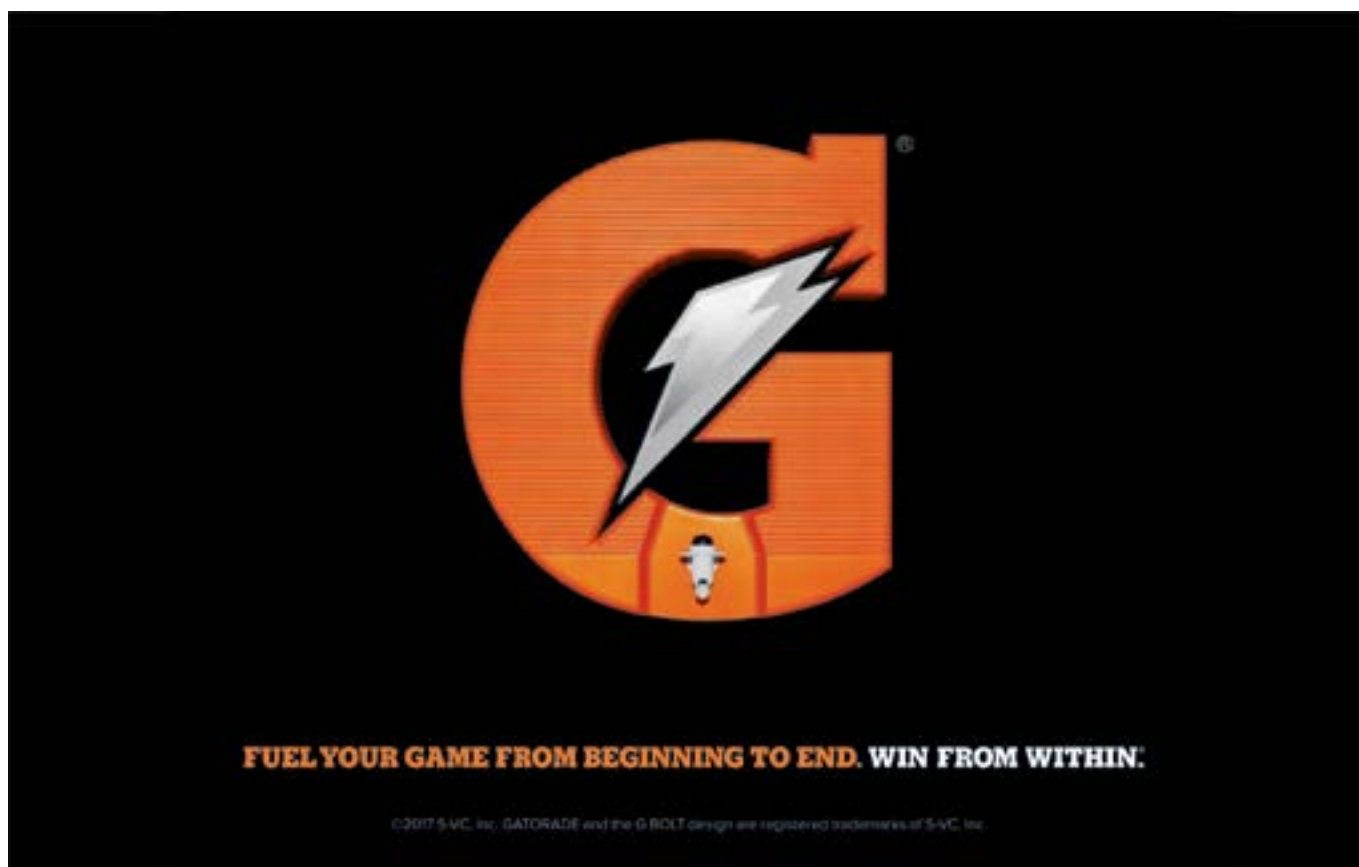 G®
FUEL YOUR GAME FROM BEGINNING TO END. WIN FROM WITHIN.
©2017 S-VC, Inc. GATORADE and the G BOLT design are registered trademarks of S-VC, Inc.